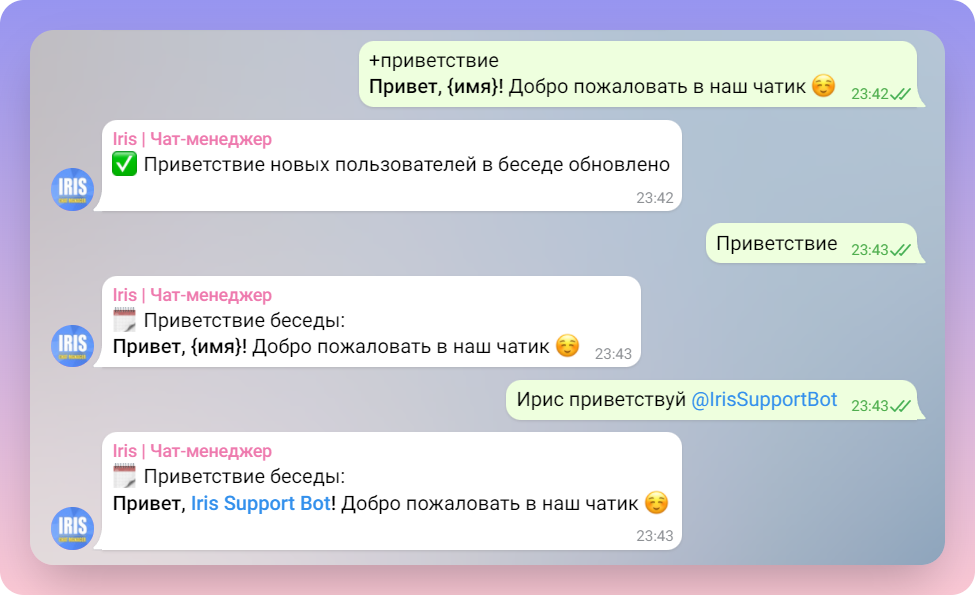 +приветствие
Привет, {имя}! Добро пожаловать в наш чатик ☺️
23:42
Iris | Чат-менеджер
✅ Приветствие новых пользователей в беседе обновлено
IRIS
CHAT MANAGER
23:42
Приветствие
23:43
Iris | Чат-менеджер
🗓 Приветствие беседы:
IRIS
CHAT MANAGER
Привет, {имя}! Добро пожаловать в наш чатик ☺️
23:43
Ирис приветствуй @IrisSupportBot
23:43
Iris | Чат-менеджер
🗓 Приветствие беседы:
Привет, Iris Support Bot! Добро пожаловать в наш чатик ☺️
IRIS
CHAT MANAGER
23:43